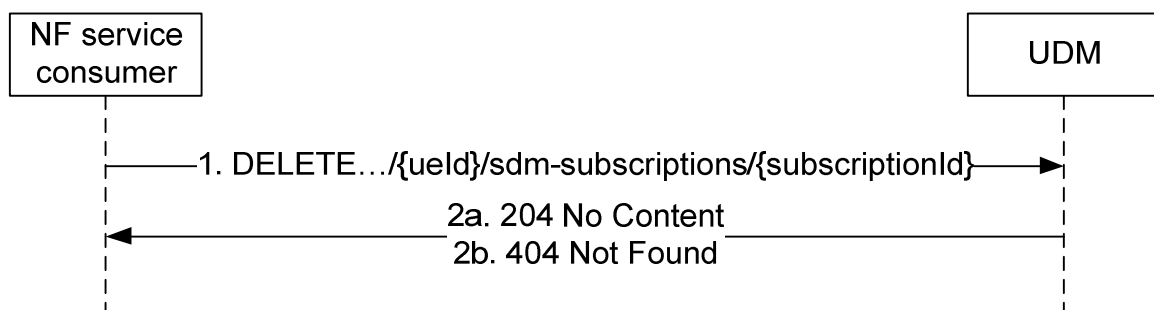 NF service
consumer
UDM
1. DELETE…/{ueId}/sdm-subscriptions/{subscriptionId}
2a. 204 No Content
2b. 404 Not Found